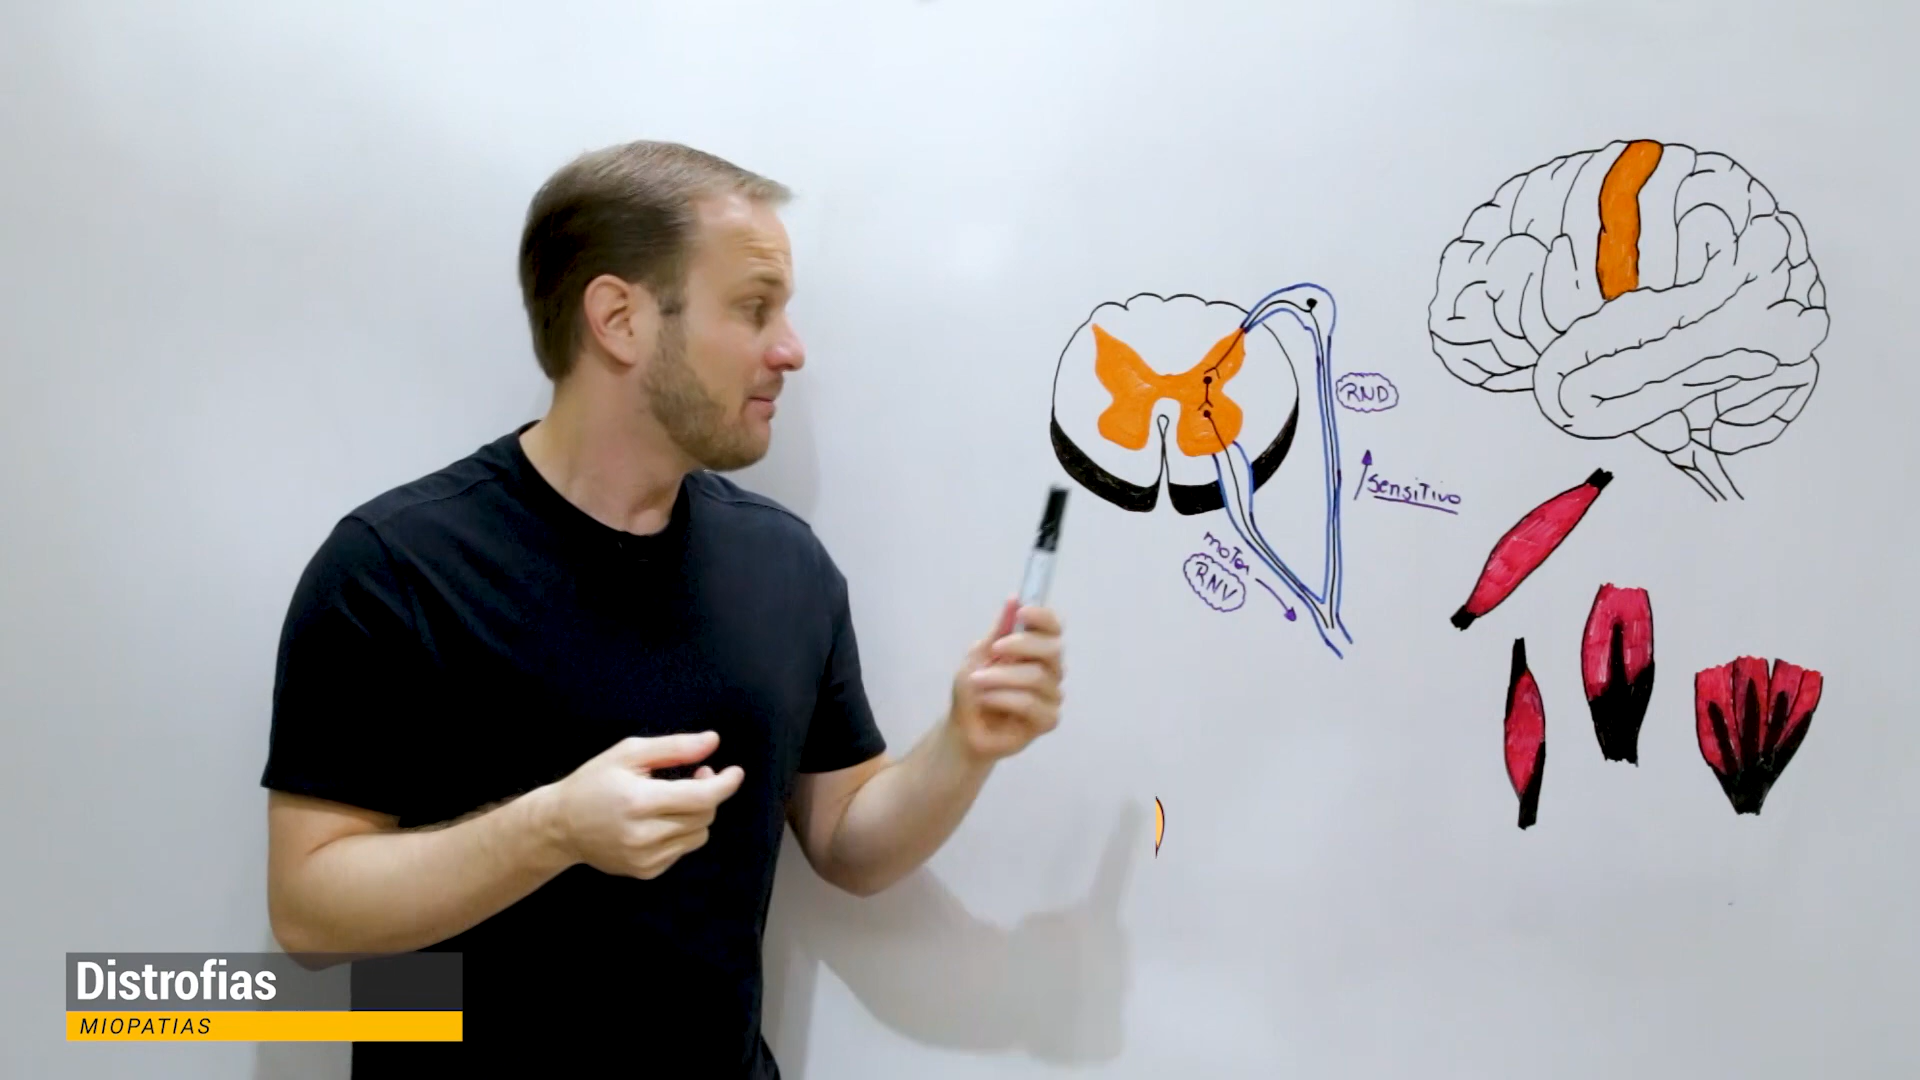 RND
Sensitivo
motor
RNV
Distrofias
MIOPATIAS